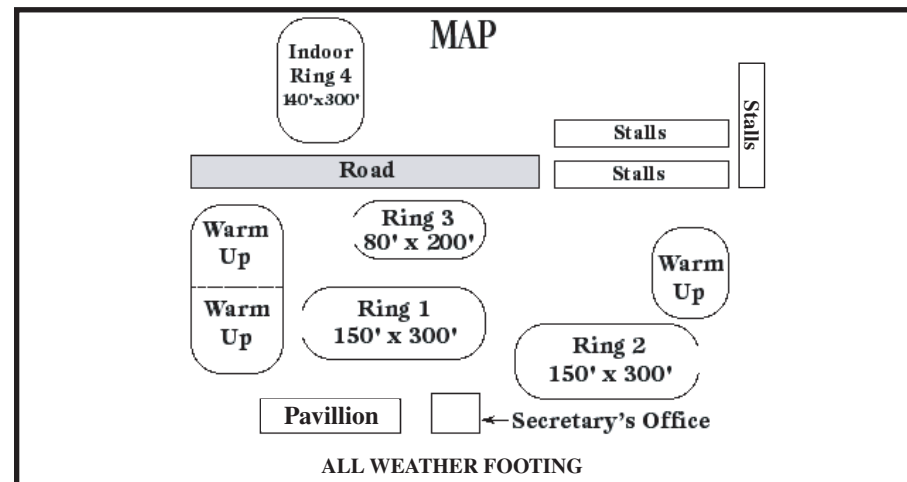 MAP
Indoor
Ring 4
140'x300'
Stalls
Stalls
Road
Stalls
Warm
Up
Ring 3
80' x 200'
Warm
Up
Warm
Up
Ring 1
150' x 300'
Ring 2
150' x 300'
Pavillion
Secretary's Office
ALL WEATHER FOOTING